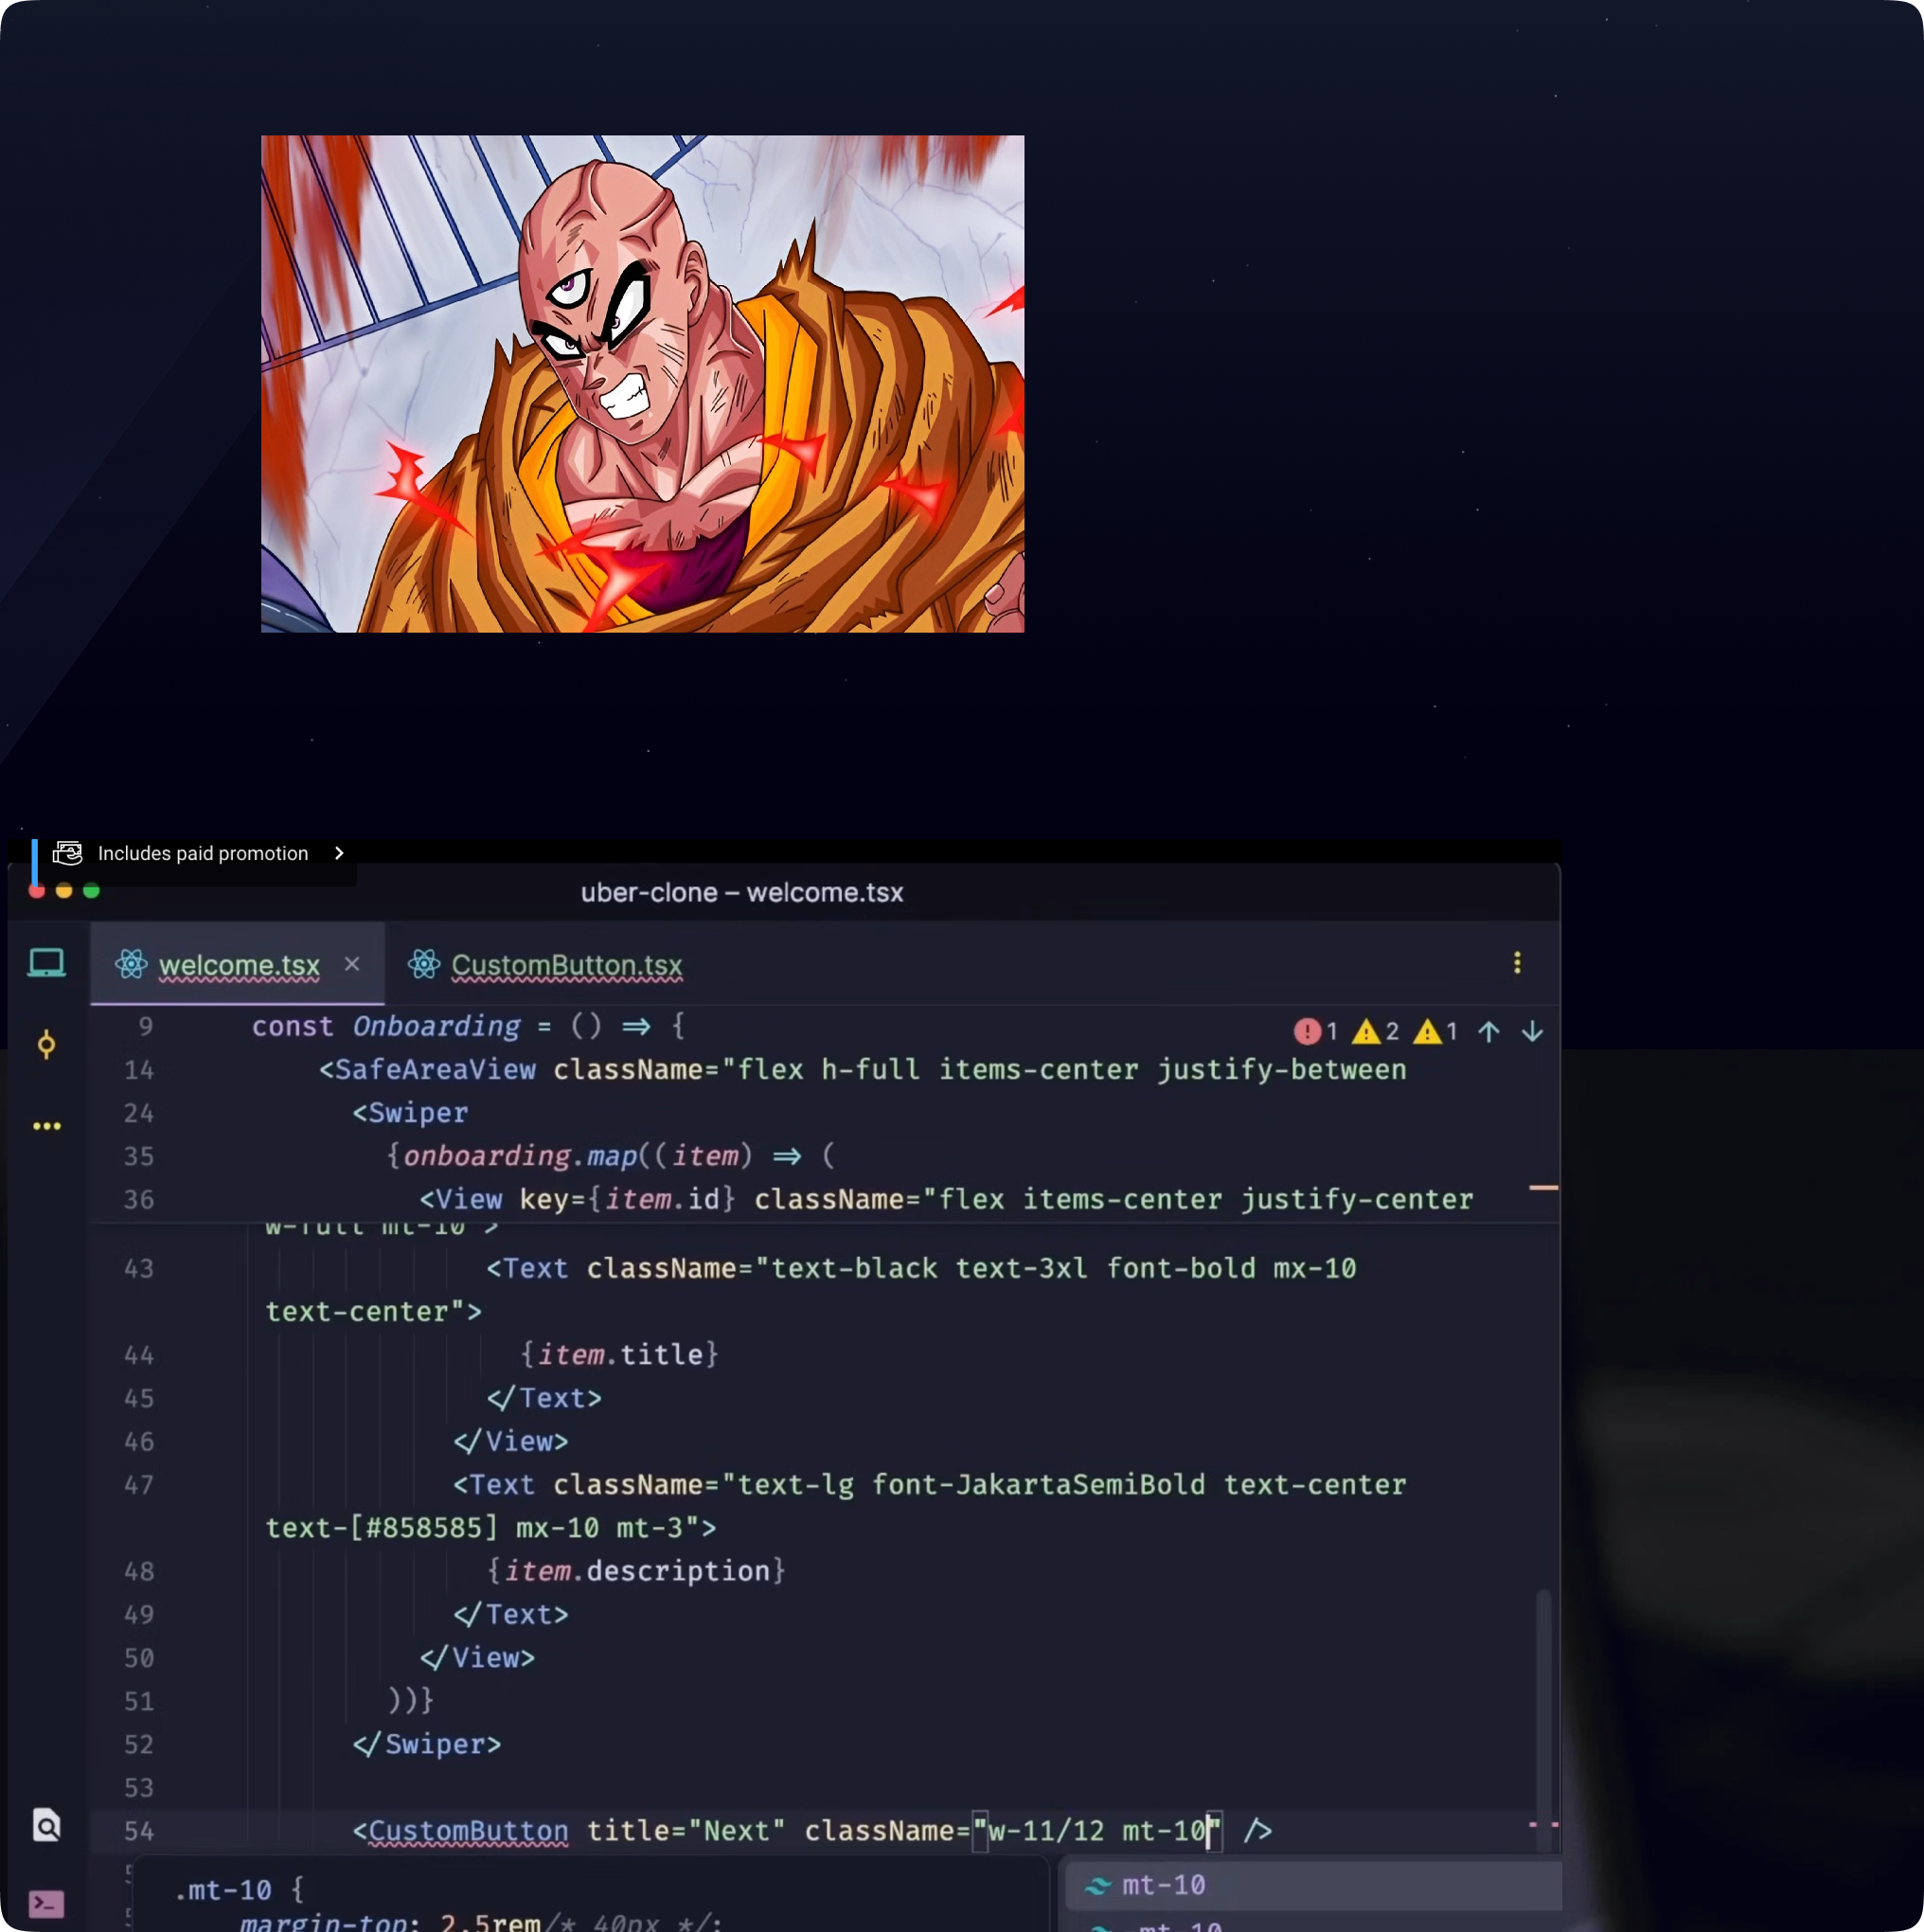 Includes paid promotion
uber-clone – welcome.tsx
welcome.tsx
CustomButton.tsx
9 const Onboarding = () => {
1 2 1
14 <SafeAreaView className="flex h-full items-center justify-between
24 <Swiper
35 {onboarding.map((item) => (
36 <View key={item.id} className="flex items-center justify-center
w-full mt-10">
43 <Text className="text-black text-3xl font-bold mx-10
text-center">
44 {item.title}
45 </Text>
46 </View>
47 <Text className="text-lg font-JakartaSemiBold text-center
text-[#858585] mx-10 mt-3">
48 {item.description}
49 </Text>
50 </View>
51 ))}
52 </Swiper>
53
54 <CustomButton title="Next" className="w-11/12 mt-10" />
.mt-10 {
margin-top: 2.5rem/* 40px */;
mt-10
-mt-10